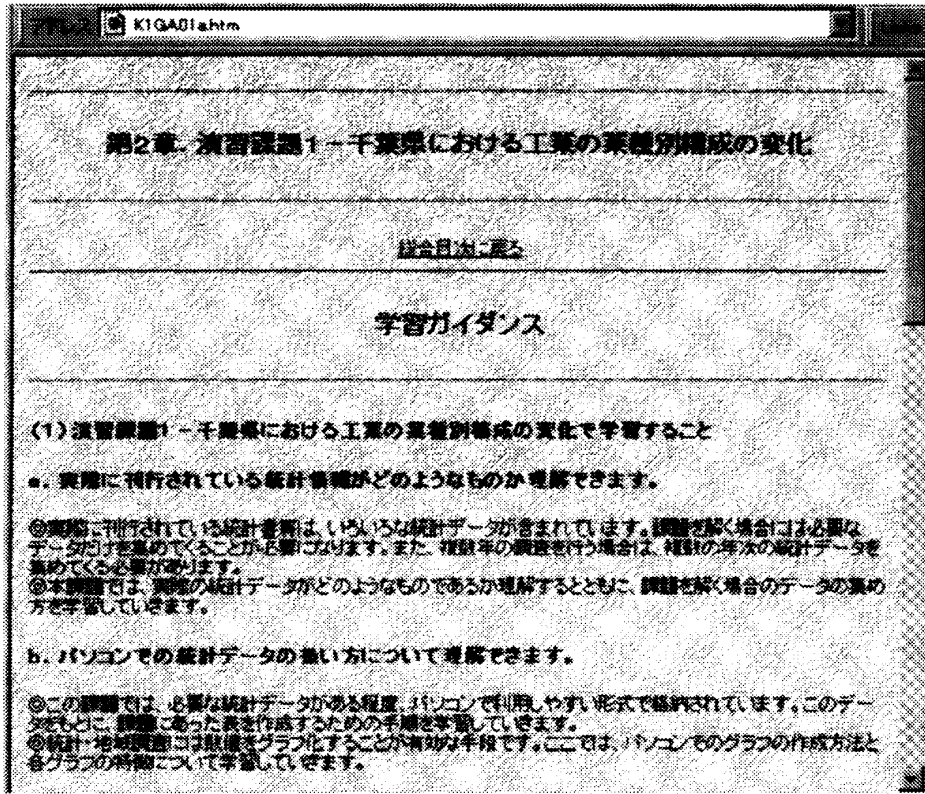 アドレス K1GA01a.htm
第2章. 演習課題1－千葉県における工業の業種別構成の変化
総合目次に戻る
学習ガイダンス
(1)演習課題1－千葉県における工業の業種別構成の変化で学習すること
a. 実際に刊行されている統計書類がどのようなものか理解できます。
◎実際に刊行されている統計書類は、いろいろな統計データが含まれています。課題を解く場合には必要な
データだけを集めてくることが必要になります。また、複数年の調査を行う場合は、複数の年次の統計データを
集めてくる必要があります。
◎本課題では、実際の統計データがどのようなものであるか理解するとともに、課題を解く場合のデータの集め
方を学習していきます。
b. パソコンでの統計データの扱い方について理解できます。
◎この課題では、必要な統計データがある程度、パソコンで利用しやすい形式で格納されています。このデー
タをもとに、課題にあった表を作成するための手順を学習していきます。
◎統計・地域調査には数値をグラフ化することが有効な手段です。ここでは、パソコンでのグラフの作成方法と
各グラフの特徴について学習していきます。